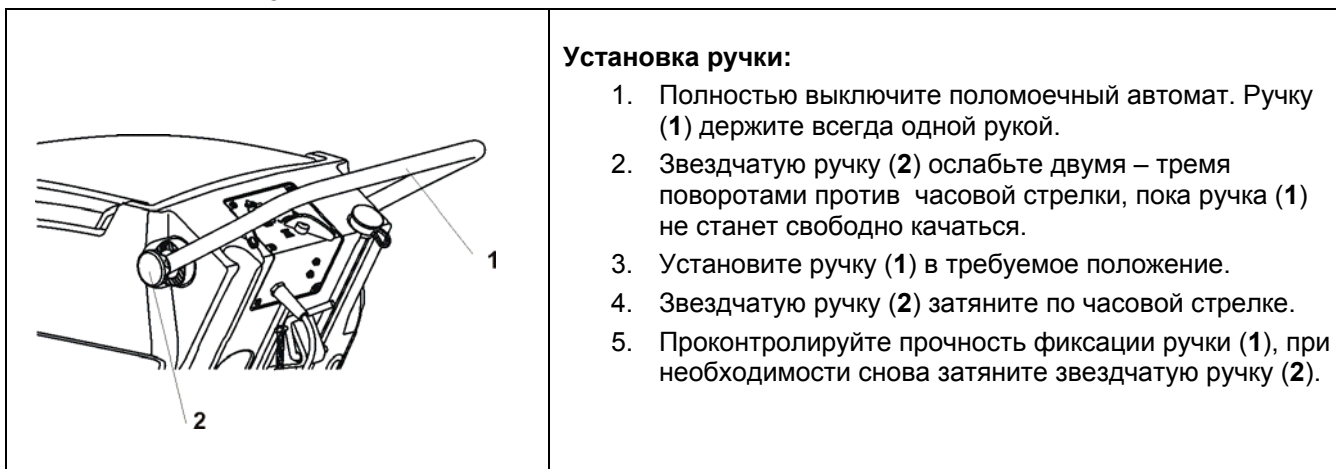 1
2
Установка ручки:
1. Полностью выключите поломоечный автомат. Ручку
(1) держите всегда одной рукой.
2. Звездчатую ручку (2) ослабьте двумя – тремя
поворотами против  часовой стрелки, пока ручка (1)
не станет свободно качаться.
3. Установите ручку (1) в требуемое положение.
4. Звездчатую ручку (2) затяните по часовой стрелке.
5. Проконтролируйте прочность фиксации ручки (1), при
необходимости снова затяните звездчатую ручку (2).